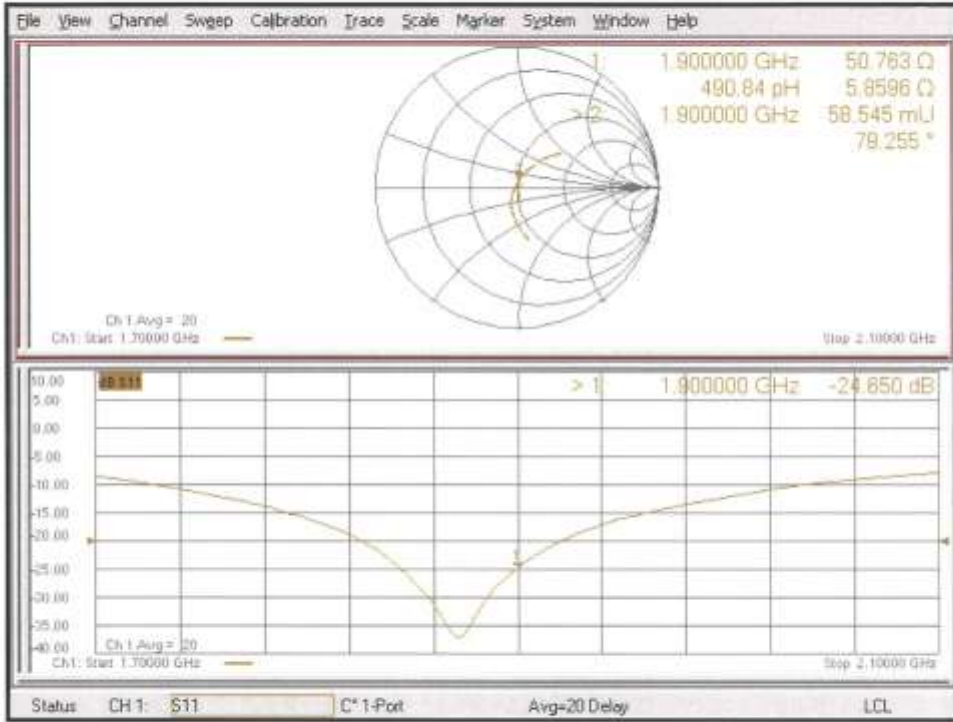 File View Channel Sweep Calibration Trace Scale Marker System Window Help
1 1.900000 GHz 50.763 Ω
490.84 pH 5.8596 Ω
> 2 1.900000 GHz 58.545 mU
79.255 °
Ch 1 Avg = 20
Ch1: Start 1.70000 GHz
Stop 2.10000 GHz
10.00
dB S11
> 1 1.900000 GHz -24.650 dB
5.00
0.00
-5.00
-10.00
-15.00
-20.00
-25.00
-30.00
-35.00
-40.00
1
Ch 1 Avg = 20
Ch1: Start 1.70000 GHz
Stop 2.10000 GHz
Status CH 1: S11 C* 1-Port Avg=20 Delay LCL